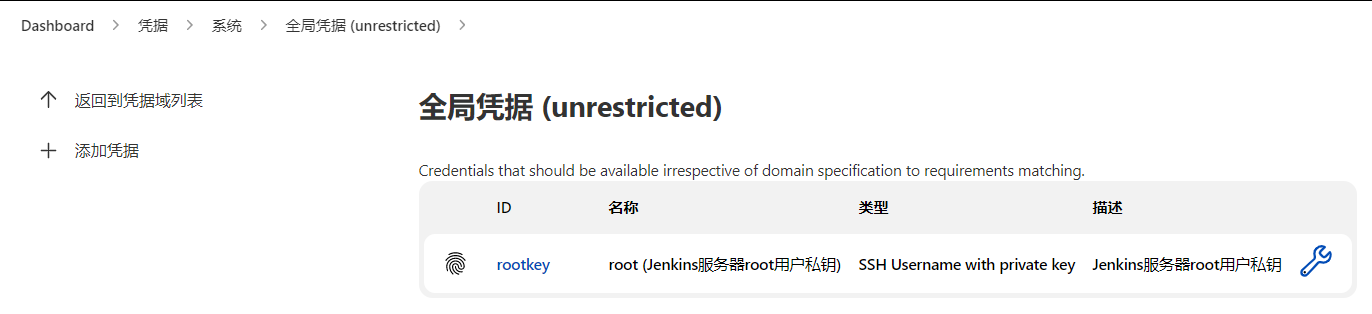 Dashboard > 凭据 > 系统 > 全局凭据 (unrestricted) >
返回到凭据域列表
添加凭据
全局凭据 (unrestricted)
Credentials that should be available irrespective of domain specification to requirements matching.
ID 名称 类型 描述
rootkey root (Jenkins服务器root用户私钥) SSH Username with private key Jenkins服务器root用户私钥